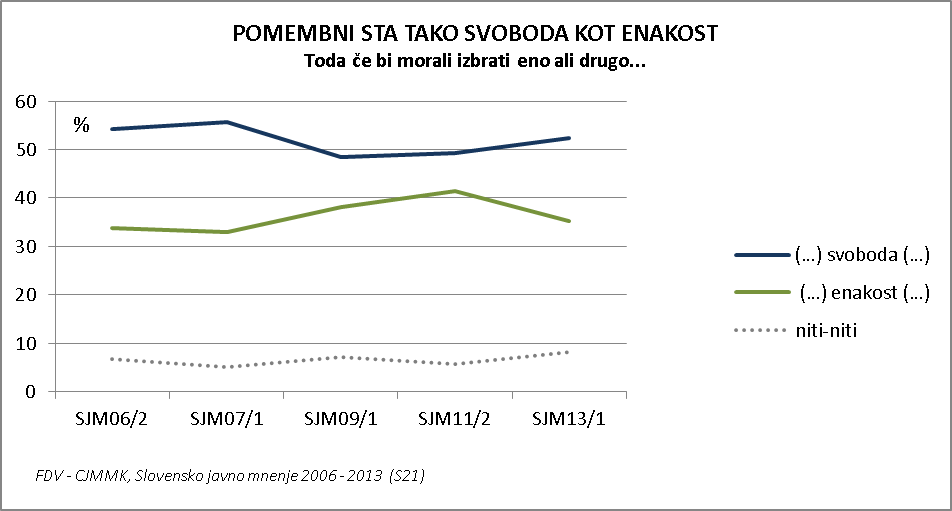 POMEMBNI STA TAKO SVOBODA KOT ENAKOST
Toda če bi morali izbrati eno ali drugo...
60
%
50
40
30
20
10
0
SJM06/2 SJM07/1 SJM09/1 SJM11/2 SJM13/1
(...) svoboda (...)
(...) enakost (...)
niti-niti
FDV - CJMMK, Slovensko javno mnenje 2006 - 2013 (S21)